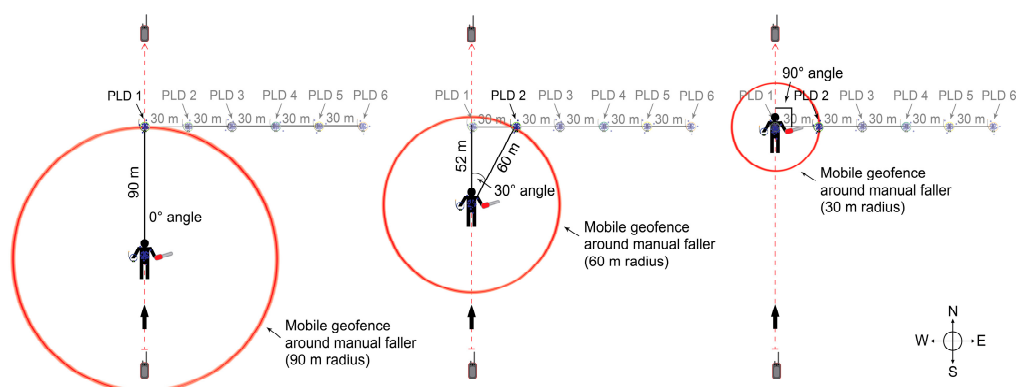 PLD 1 PLD 2 PLD 3 PLD 4 PLD 5 PLD 6
30 m 30 m 30 m 30 m 30 m
90 m
0° angle
Mobile geofence
around manual faller
(90 m radius)
PLD 1 PLD 2 PLD 3 PLD 4 PLD 5 PLD 6
30 m 30 m 30 m 30 m 30 m
52 m
60 m
30° angle
Mobile geofence
around manual faller
(60 m radius)
90° angle
PLD 1 PLD 2 PLD 3 PLD 4 PLD 5 PLD 6
30 m 30 m 30 m 30 m 30 m
Mobile geofence
around manual faller
(30 m radius)
N
W E
S